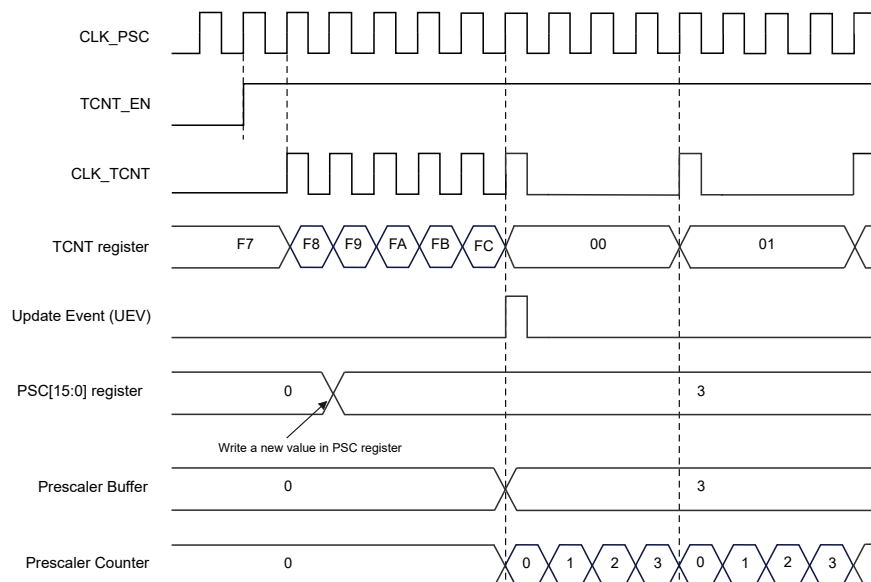 CLK_PSC
TCNT_EN
CLK_TCNT
TCNT register F7 F8 F9 FA FB FC 00 01
Update Event (UEV)
PSC[15:0] register 0 3
Write a new value in PSC register
Prescaler Buffer 0 3
Prescaler Counter 0 0 1 2 3 0 1 2 3